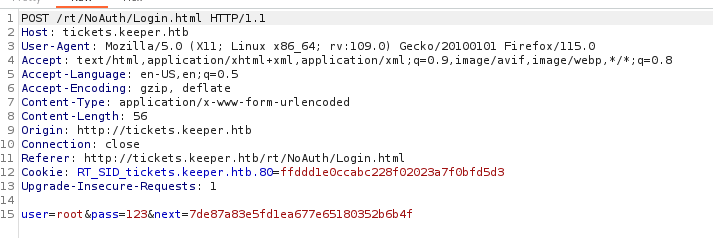 1 POST /rt/NoAuth/Login.html HTTP/1.1
2 Host: tickets.keeper.htb
3 User-Agent: Mozilla/5.0 (X11; Linux x86_64; rv:109.0) Gecko/20100101 Firefox/115.0
4 Accept: text/html,application/xhtml+xml,application/xml;q=0.9,image/avif,image/webp,*/*;q=0.8
5 Accept-Language: en-US,en;q=0.5
6 Accept-Encoding: gzip, deflate
7 Content-Type: application/x-www-form-urlencoded
8 Content-Length: 56
9 Origin: http://tickets.keeper.htb
10 Connection: close
11 Referer: http://tickets.keeper.htb/rt/NoAuth/Login.html
12 Cookie: RT_SID_tickets.keeper.htb.80=ffddd1e0ccabc228f02023a7f0bfd5d3
13 Upgrade-Insecure-Requests: 1
14
15 user=root&pass=123&next=7de87a83e5fd1ea677e65180352b6b4f